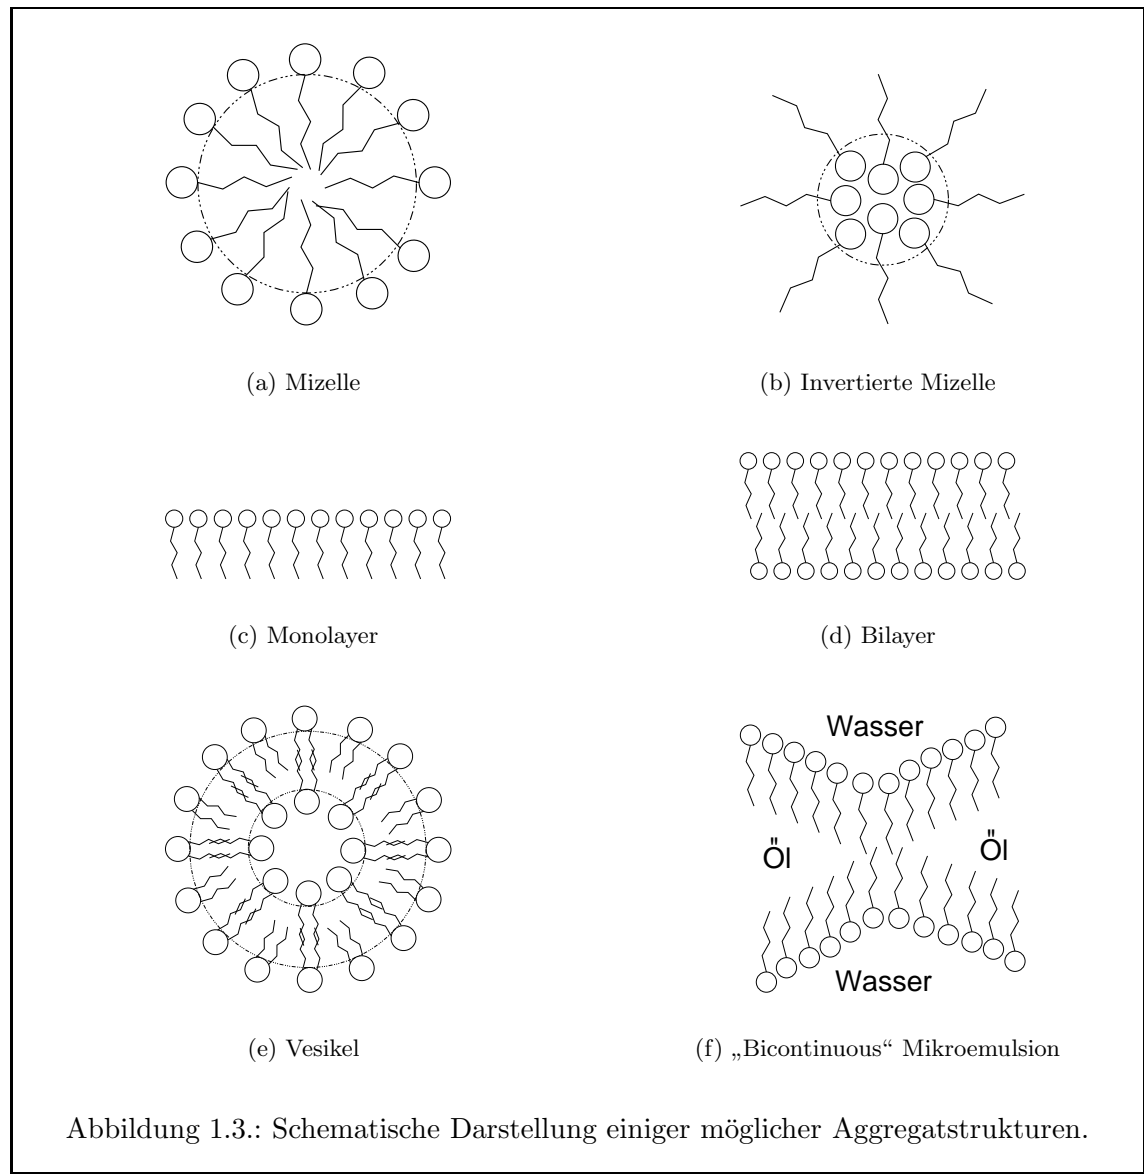 (a) Mizelle
(b) Invertierte Mizelle
(c) Monolayer
(d) Bilayer
Wasser
Öl
Öl
Wasser
(e) Vesikel
(f) „Bicontinuous“ Mikroemulsion
Abbildung 1.3.: Schematische Darstellung einiger möglicher Aggregatstrukturen.